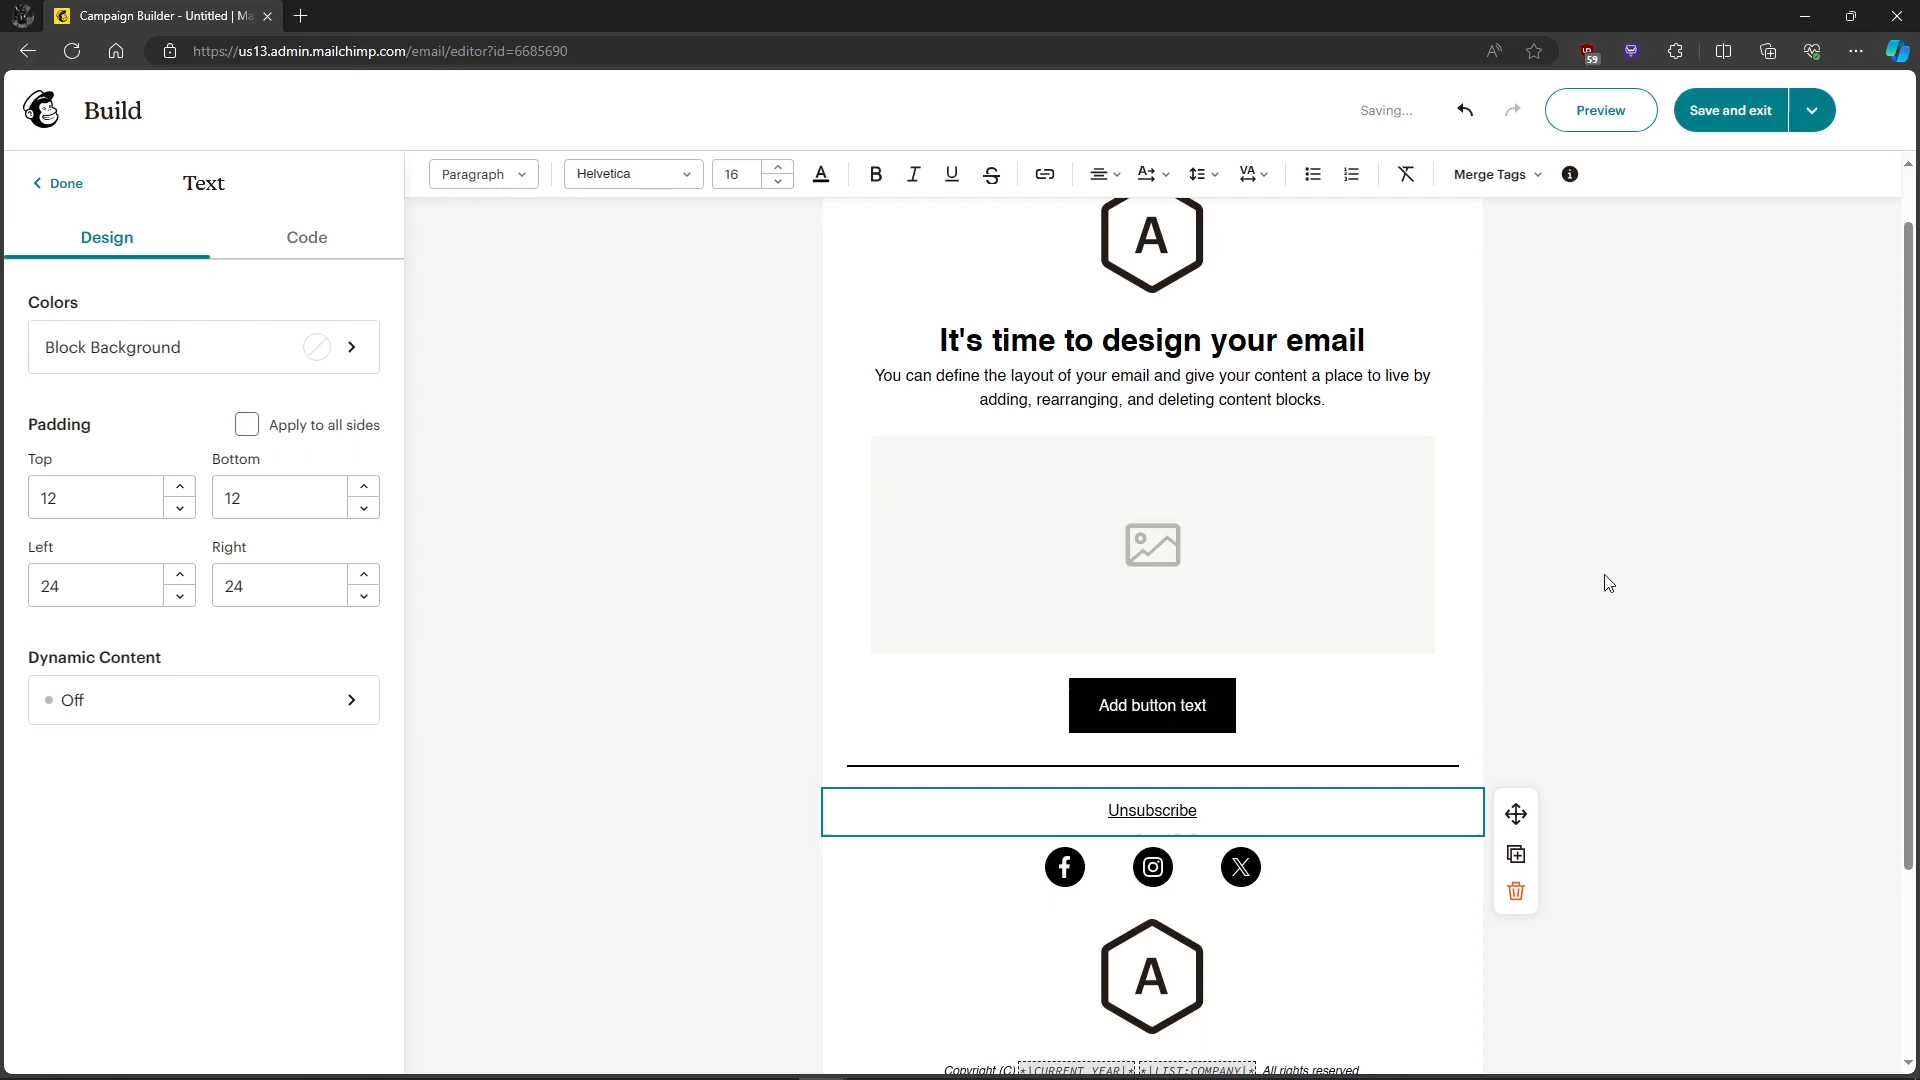 Campaign Builder - Untitled | Ma
https://us13.admin.mailchimp.com/email/editor?id=6685690
59
Build
Saving...
Preview
Save and exit
Done
Text
Paragraph
Helvetica
16
A
B
I
U
S
A
VA
Merge Tags
Design
Code
A
Colors
Block Background
It's time to design your email
You can define the layout of your email and give your content a place to live by
adding, rearranging, and deleting content blocks.
Padding
Apply to all sides
Top
Bottom
12
12
Left
Right
24
24
Dynamic Content
Off
Add button text
Unsubscribe
A
Copyright (C) *|CURRENT_YEAR|* *|LIST:COMPANY|*. All rights reserved.